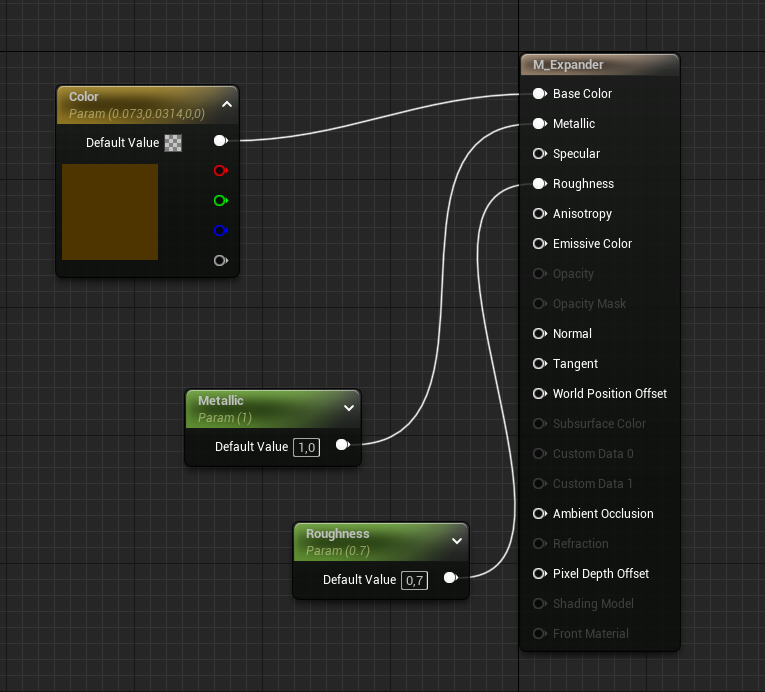 Color
Param (0.073,0.0314,0,0)
Default Value
Metallic
Param (1)
Default Value 1,0
Roughness
Param (0.7)
Default Value 0,7
M_Expander
Base Color
Metallic
Specular
Roughness
Anisotropy
Emissive Color
Opacity
Opacity Mask
Normal
Tangent
World Position Offset
Subsurface Color
Custom Data 0
Custom Data 1
Ambient Occlusion
Refraction
Pixel Depth Offset
Shading Model
Front Material